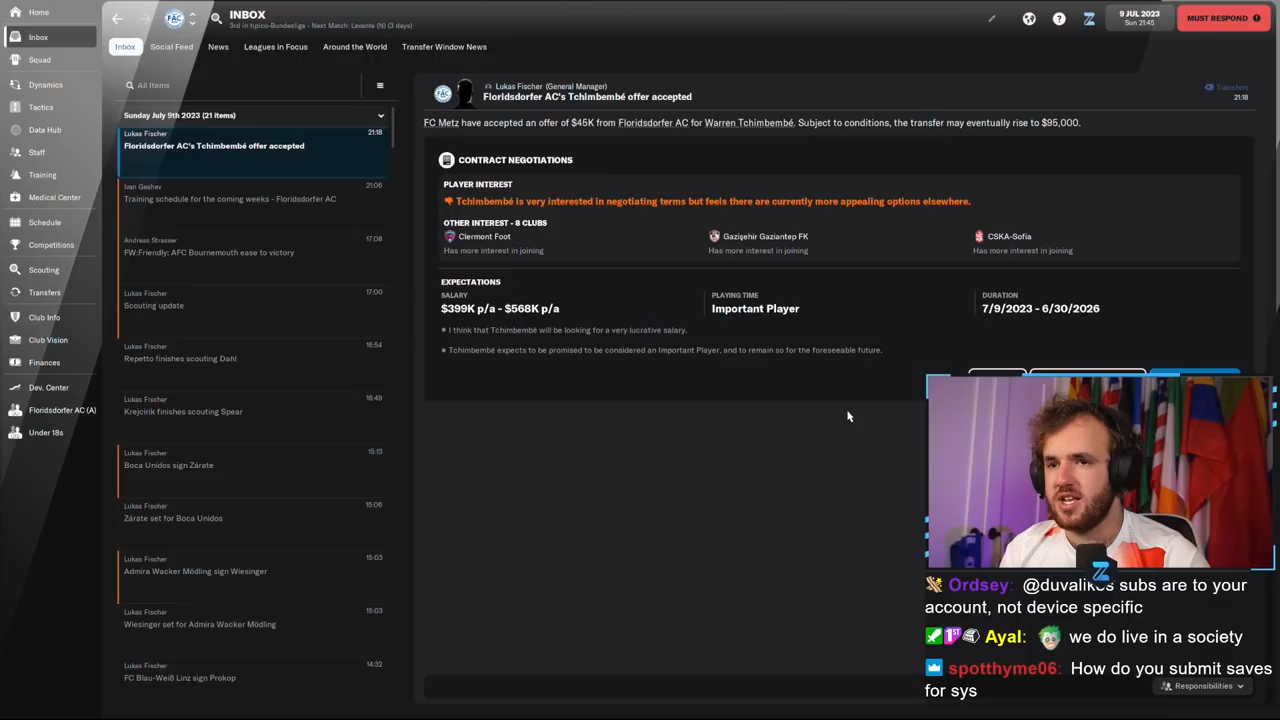 Home
Inbox
Squad
Dynamics
Tactics
Data Hub
Staff
Training
Medical Center
Schedule
Competitions
Scouting
Transfers
Club Info
Club Vision
Finances
Dev. Center
Floridsdorfer AC (A)
Under 18s
FAC
INBOX
3rd in tipico-Bundesliga - Next Match: Levante (N) (3 days)
9 JUL 2023
Sun 21:45
MUST RESPOND
Inbox
Social Feed
News
Leagues in Focus
Around the World
Transfer Window News
All Items
Sunday July 9th 2023 (21 items)
Lukas Fischer
21:18
Floridsdorfer AC's Tchimbembé offer accepted
Ivan Geshev
21:06
Training schedule for the coming weeks - Floridsdorfer AC
Andreas Strasser
17:08
FW:Friendly: AFC Bournemouth ease to victory
Lukas Fischer
17:00
Scouting update
Lukas Fischer
16:54
Repetto finishes scouting Dahl
Lukas Fischer
16:49
Krejcirik finishes scouting Spear
Lukas Fischer
15:13
Boca Unidos sign Zárate
Lukas Fischer
15:06
Zárate set for Boca Unidos
Lukas Fischer
15:03
Admira Wacker Mödling sign Wiesinger
Lukas Fischer
15:03
Wiesinger set for Admira Wacker Mödling
Lukas Fischer
14:32
FC Blau-Weiß Linz sign Prokop
FAC
Lukas Fischer (General Manager)
Floridsdorfer AC's Tchimbembé offer accepted
Transfers
21:18
FC Metz have accepted an offer of $45K from Floridsdorfer AC for Warren Tchimbembé. Subject to conditions, the transfer may eventually rise to $95,000.
CONTRACT NEGOTIATIONS
PLAYER INTEREST
Tchimbembé is very interested in negotiating terms but feels there are currently more appealing options elsewhere.
OTHER INTEREST - 8 CLUBS
Clermont Foot
Has more interest in joining
Gazişehir Gaziantep FK
Has more interest in joining
CSKA-Sofia
Has more interest in joining
EXPECTATIONS
SALARY
$399K p/a - $568K p/a
PLAYING TIME
Important Player
DURATION
7/9/2023 - 6/30/2026
I think that Tchimbembé will be looking for a very lucrative salary.
Tchimbembé expects to be promised to be considered an Important Player, and to remain so for the foreseeable future.
Ordsey: @duvalikes subs are to your
account, not device specific
1st Ayal: we do live in a society
spotthyme06: How do you submit saves
for sys
Responsibilities